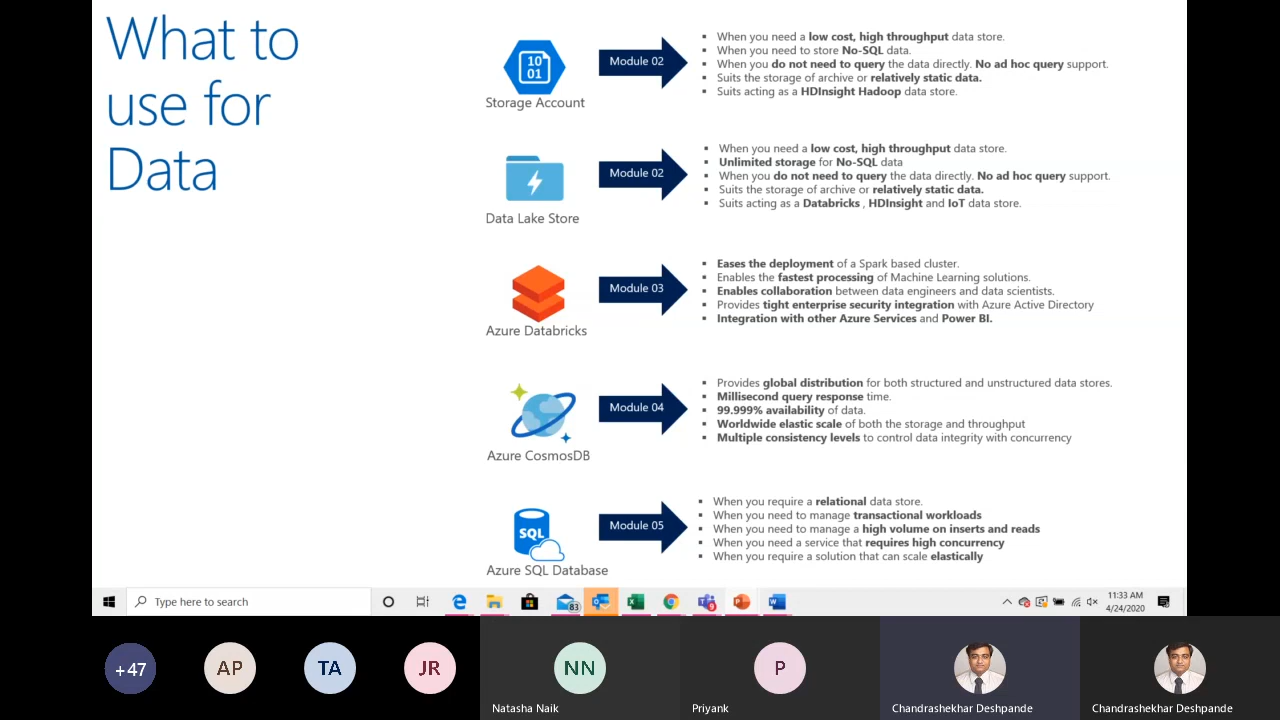 What to
use for
Data
10
01
Storage Account
Module 02
When you need a low cost, high throughput data store.
When you need to store No-SQL data.
When you do not need to query the data directly. No ad hoc query support.
Suits the storage of archive or relatively static data.
Suits acting as a HDInsight Hadoop data store.
Data Lake Store
Module 02
When you need a low cost, high throughput data store.
Unlimited storage for No-SQL data
When you do not need to query the data directly. No ad hoc query support.
Suits the storage of archive or relatively static data.
Suits acting as a Databricks , HDInsight and IoT data store.
Azure Databricks
Module 03
Eases the deployment of a Spark based cluster.
Enables the fastest processing of Machine Learning solutions.
Enables collaboration between data engineers and data scientists.
Provides tight enterprise security integration with Azure Active Directory
Integration with other Azure Services and Power BI.
Azure CosmosDB
Module 04
Provides global distribution for both structured and unstructured data stores.
Millisecond query response time.
99.999% availability of data.
Worldwide elastic scale of both the storage and throughput
Multiple consistency levels to control data integrity with concurrency
SQL
Azure SQL Database
Module 05
When you require a relational data store.
When you need to manage transactional workloads
When you need to manage a high volume on inserts and reads
When you need a service that requires high concurrency
When you require a solution that can scale elastically
Type here to search
83
11:33 AM
4/24/2020
+47
AP
TA
JR
NN
Natasha Naik
P
Priyank
Chandrashekhar Deshpande
Chandrashekhar Deshpande